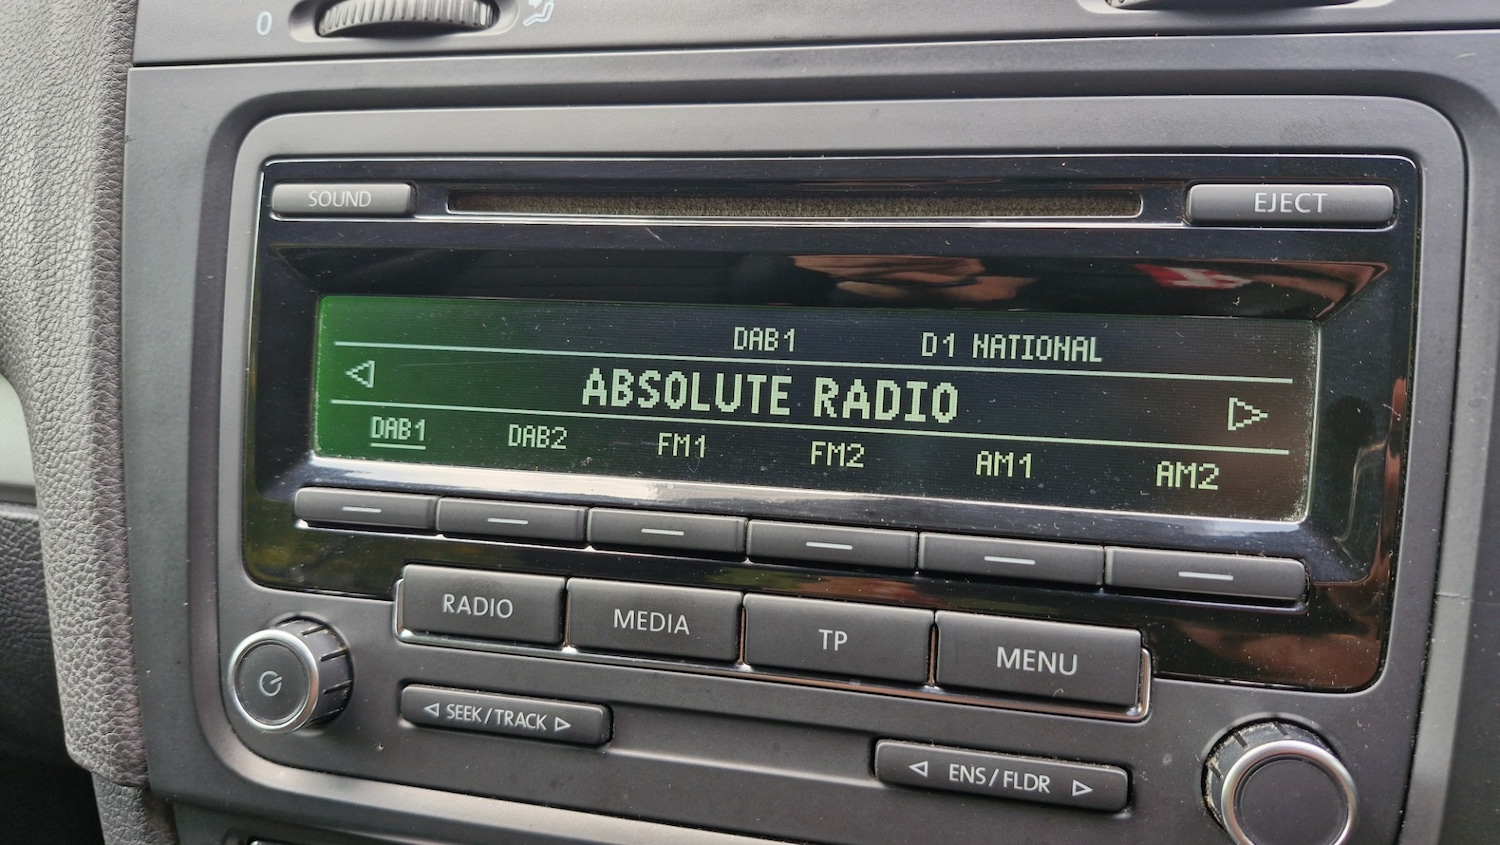 0
SOUND
EJECT
DAB1 D1 NATIONAL
ABSOLUTE RADIO
DAB1 DAB2 FM1 FM2 AM1 AM2
RADIO MEDIA TP MENU
SEEK/TRACK
ENS/FLDR